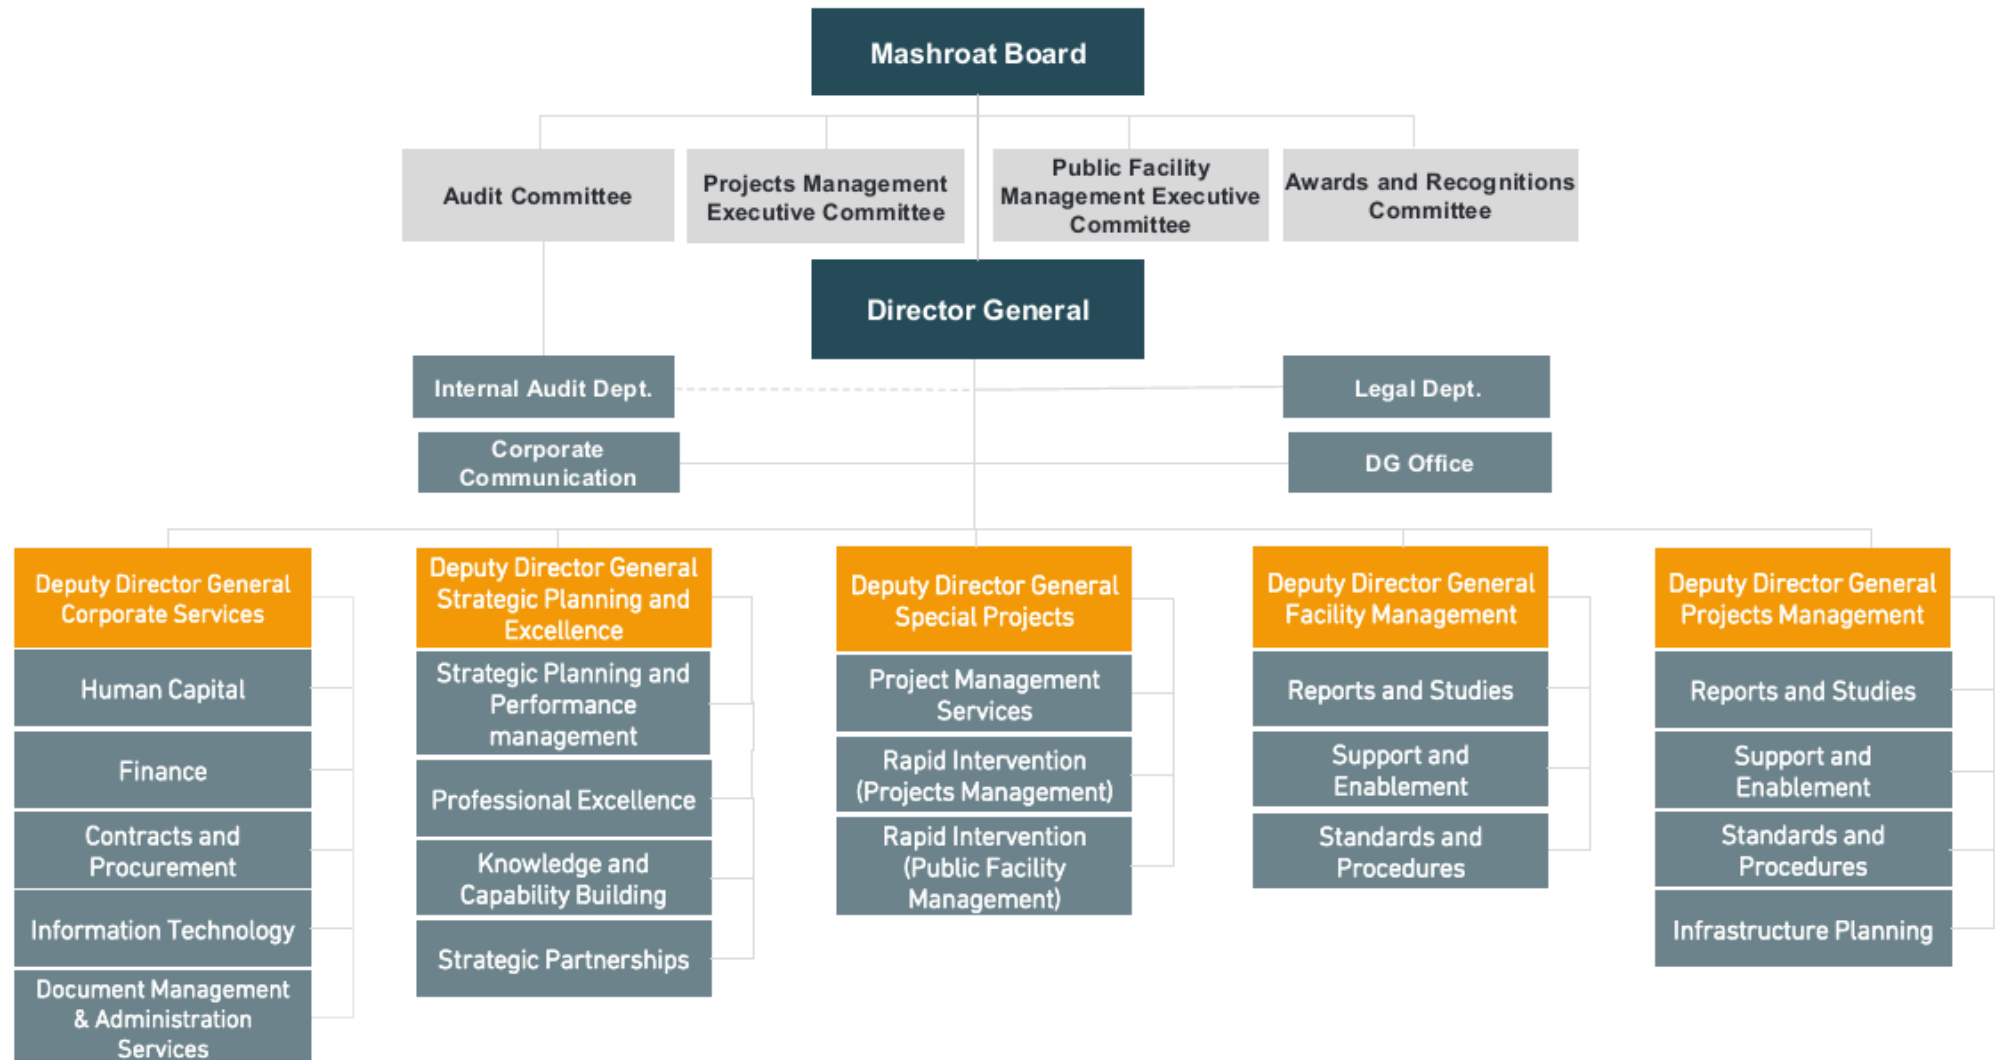 Mashroat Board
Audit Committee
Projects Management
Executive Committee
Public Facility
Management Executive
Committee
Awards and Recognitions
Committee
Director General
Internal Audit Dept.
Legal Dept.
Corporate
Communication
DG Office
Deputy Director General
Corporate Services
Human Capital
Finance
Contracts and
Procurement
Information Technology
Document Management
& Administration
Services
Deputy Director General
Strategic Planning and
Excellence
Strategic Planning and
Performance
management
Professional Excellence
Knowledge and
Capability Building
Strategic Partnerships
Deputy Director General
Special Projects
Project Management
Services
Rapid Intervention
(Projects Management)
Rapid Intervention
(Public Facility
Management)
Deputy Director General
Facility Management
Reports and Studies
Support and
Enablement
Standards and
Procedures
Deputy Director General
Projects Management
Reports and Studies
Support and
Enablement
Standards and
Procedures
Infrastructure Planning